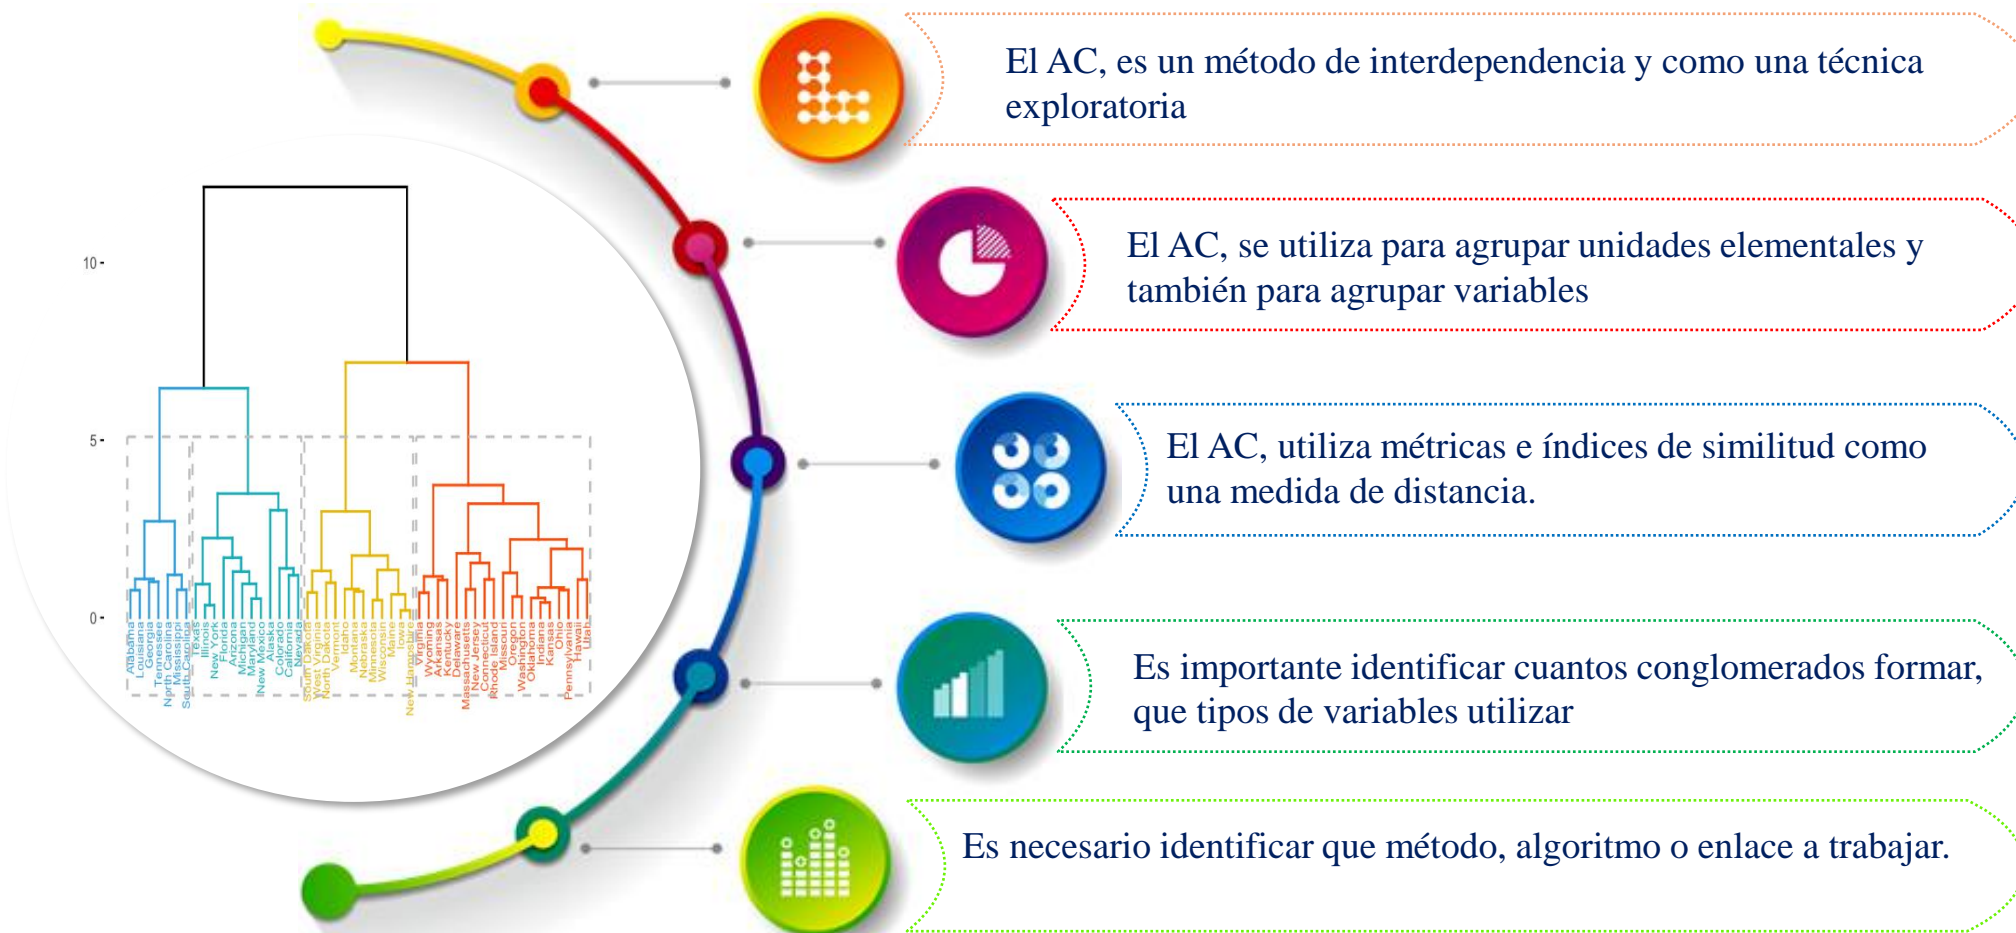 El AC, es un método de interdependencia y como una técnica
exploratoria
El AC, se utiliza para agrupar unidades elementales y
también para agrupar variables
El AC, utiliza métricas e índices de similitud como
una medida de distancia.
Es importante identificar cuantos conglomerados formar,
que tipos de variables utilizar
Es necesario identificar que método, algoritmo o enlace a trabajar.
10
5
0
Alabama
Louisiana
Georgia
Tennessee
North Carolina
Mississippi
South Carolina
Texas
Illinois
New York
Florida
Arizona
Michigan
Maryland
New Mexico
Alaska
Colorado
California
Nevada
South Dakota
West Virginia
North Dakota
Vermont
Idaho
Montana
Nebraska
Minnesota
Wisconsin
Maine
Iowa
New Hampshire
Virginia
Wyoming
Arkansas
Kentucky
Delaware
Massachusetts
New Jersey
Connecticut
Rhode Island
Missouri
Oregon
Washington
Oklahoma
Indiana
Kansas
Ohio
Pennsylvania
Hawaii
Utah